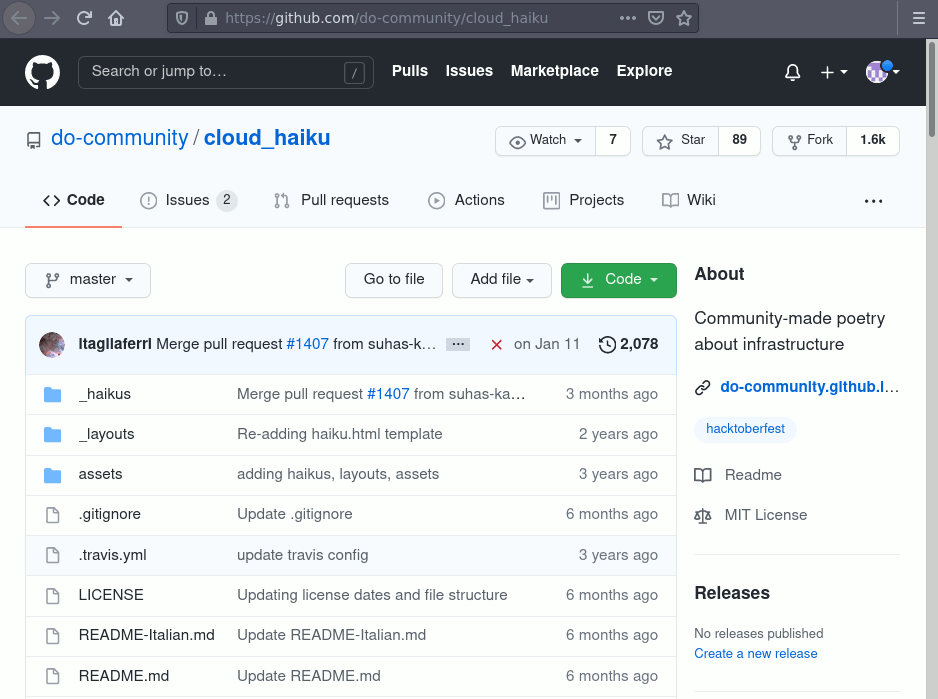 https://github.com/do-community/cloud_haiku
Search or jump to… / Pulls Issues Marketplace Explore
do-community / cloud_haiku
Watch 7 Star 89 Fork 1.6k
Code Issues 2 Pull requests Actions Projects Wiki
master Go to file Add file Code
ltagliaferri Merge pull request #1407 from suhas-k… on Jan 11 2,078
_haikus Merge pull request #1407 from suhas-ka… 3 months ago
_layouts Re-adding haiku.html template 2 years ago
assets adding haikus, layouts, assets 3 years ago
.gitignore Update .gitignore 6 months ago
.travis.yml update travis config 3 years ago
LICENSE Updating license dates and file structure 6 months ago
README-Italian.md Update README-Italian.md 6 months ago
README.md Update README.md 6 months ago
About
Community-made poetry
about infrastructure
do-community.github.i…
hacktoberfest
Readme
MIT License
Releases
No releases published
Create a new release